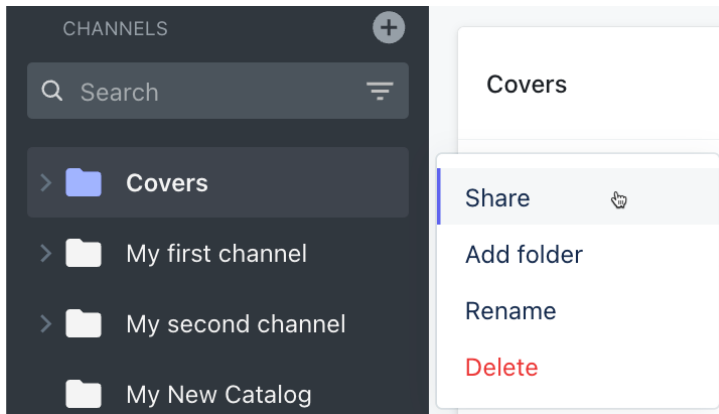 CHANNELS
Search
Covers
My first channel
My second channel
My New Catalog
Covers
Share
Add folder
Rename
Delete